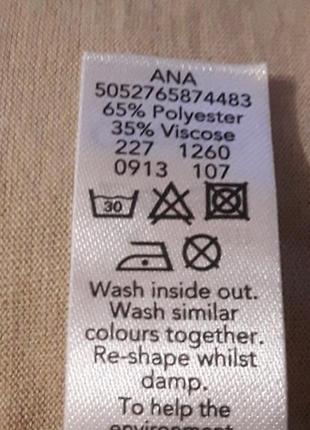 ANA
5052765874483
65% Polyester
35% Viscose
227 1260
0913 107
30
Wash inside out.
Wash similar
colours together.
Re-shape whilst
damp.
To help the
environment